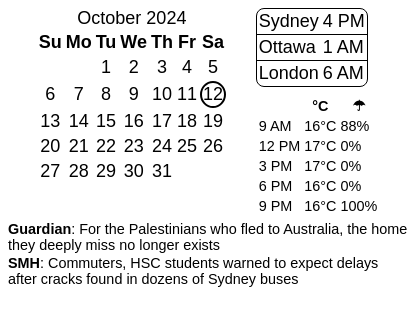 October 2024
Su Mo Tu We Th Fr Sa
1 2 3 4 5
6 7 8 9 10 11 12
13 14 15 16 17 18 19
20 21 22 23 24 25 26
27 28 29 30 31
Sydney 4 PM
Ottawa 1 AM
London 6 AM
°C ☂
9 AM 16°C 88%
12 PM 17°C 0%
3 PM 17°C 0%
6 PM 16°C 0%
9 PM 16°C 100%
Guardian: For the Palestinians who fled to Australia, the home
they deeply miss no longer exists
SMH: Commuters, HSC students warned to expect delays
after cracks found in dozens of Sydney buses